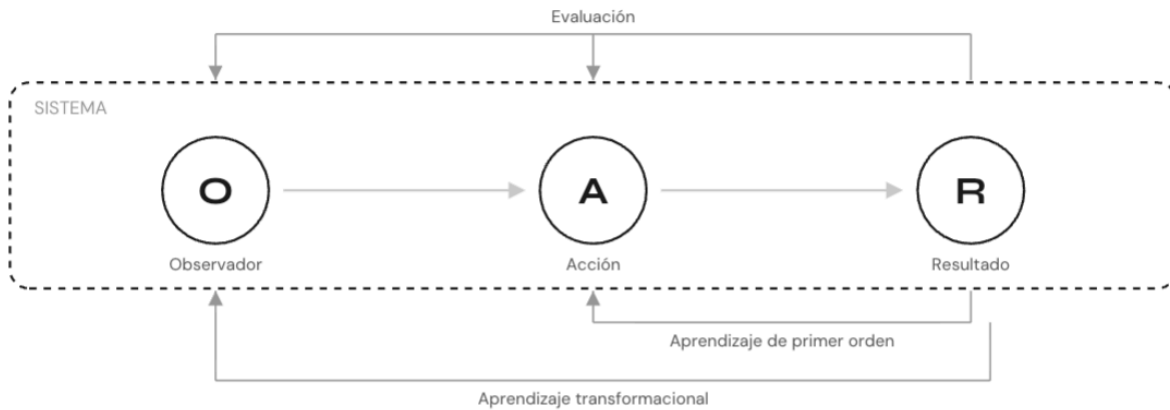 Evaluación
SISTEMA
O
A
R
Observador
Acción
Resultado
Aprendizaje de primer orden
Aprendizaje transformacional